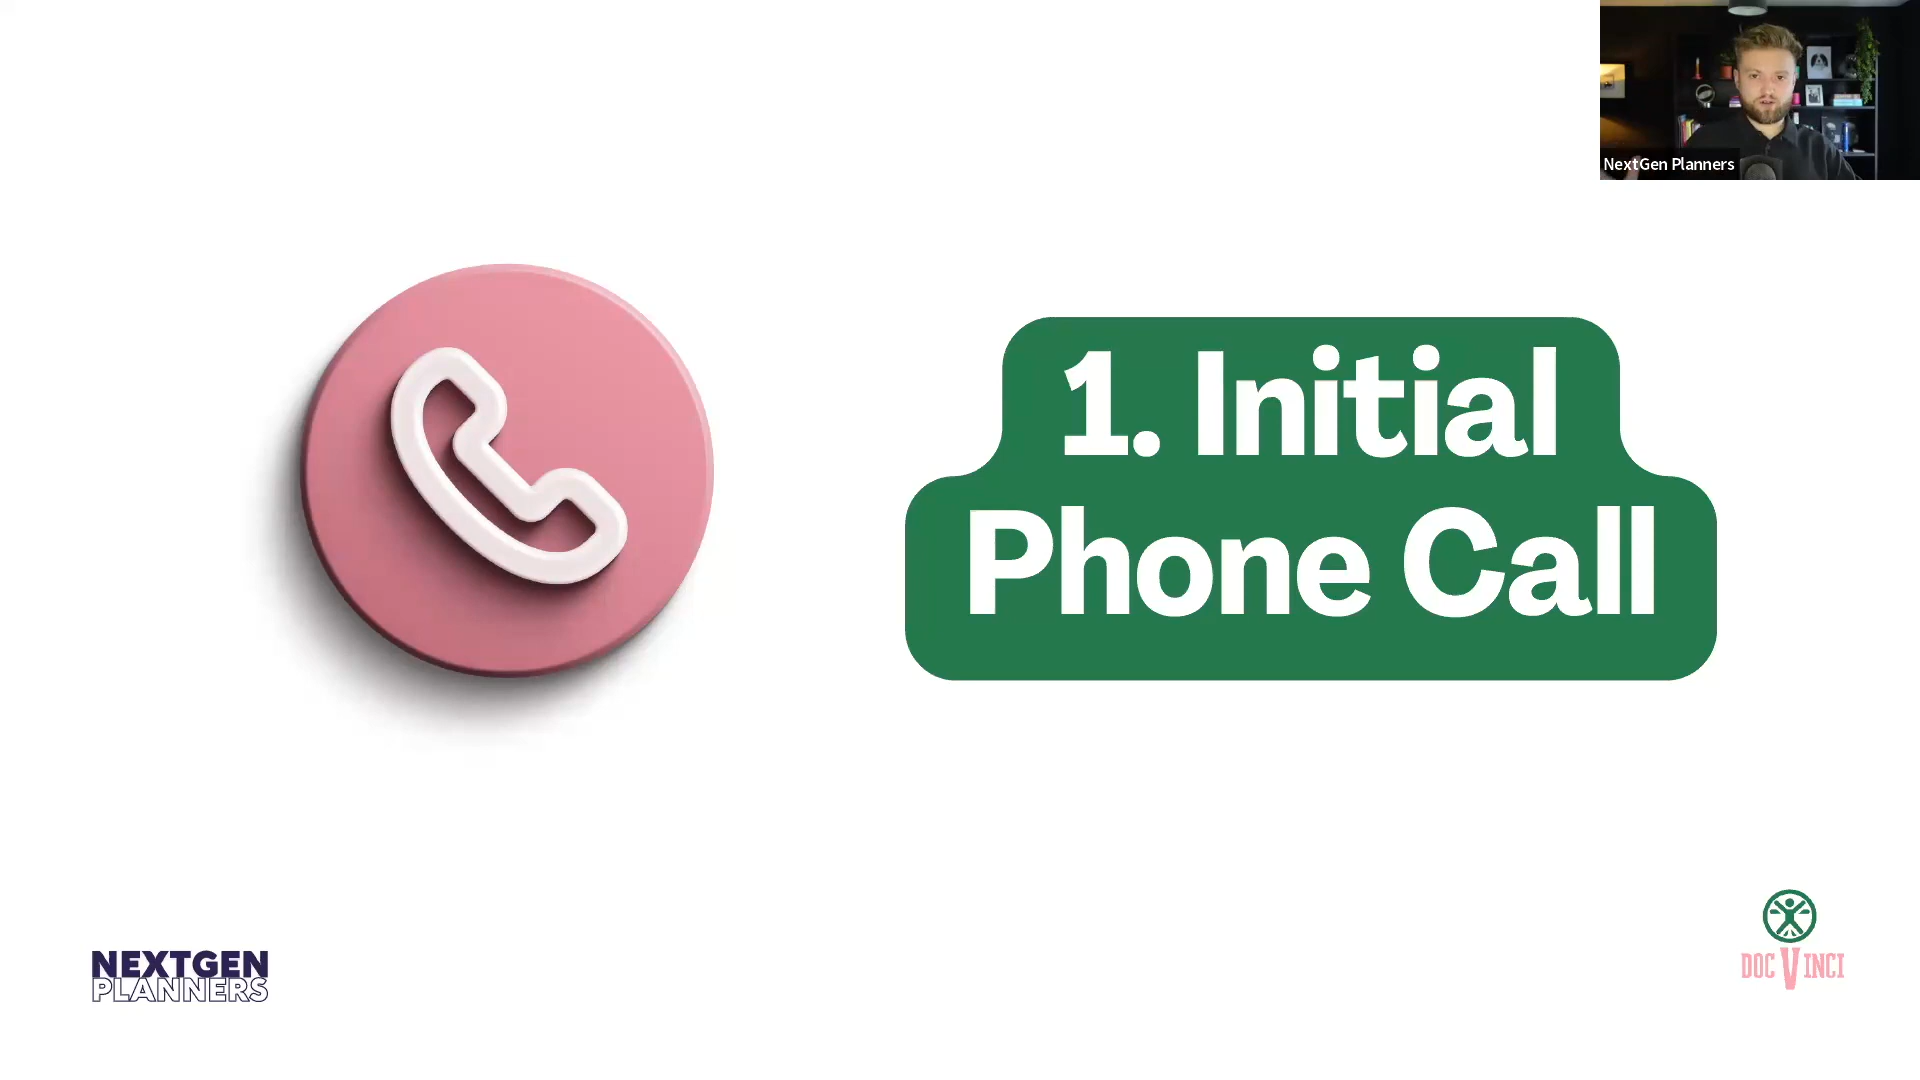 NextGen Planners
1. Initial
Phone Call
NEXTGEN
PLANNERS
DOC VINCI